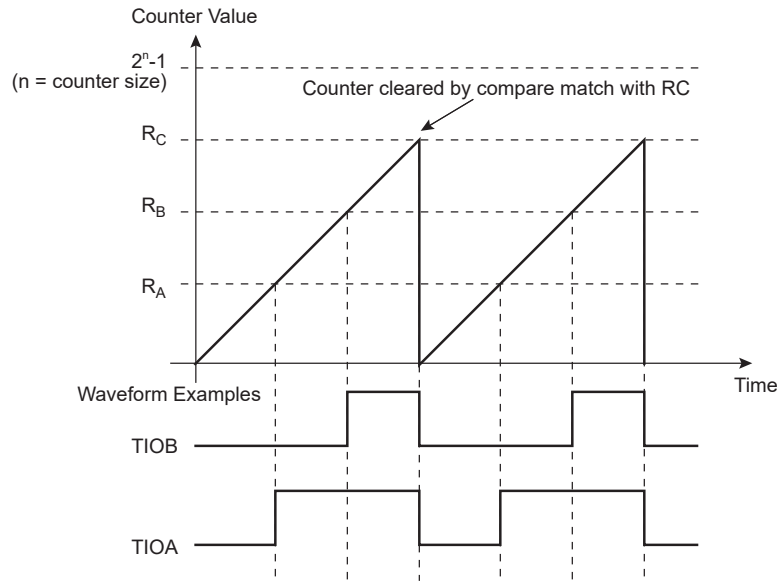 Counter Value
2ⁿ-1
(n = counter size)
Counter cleared by compare match with RC
R_C
R_B
R_A
Time
Waveform Examples
TIOB
TIOA